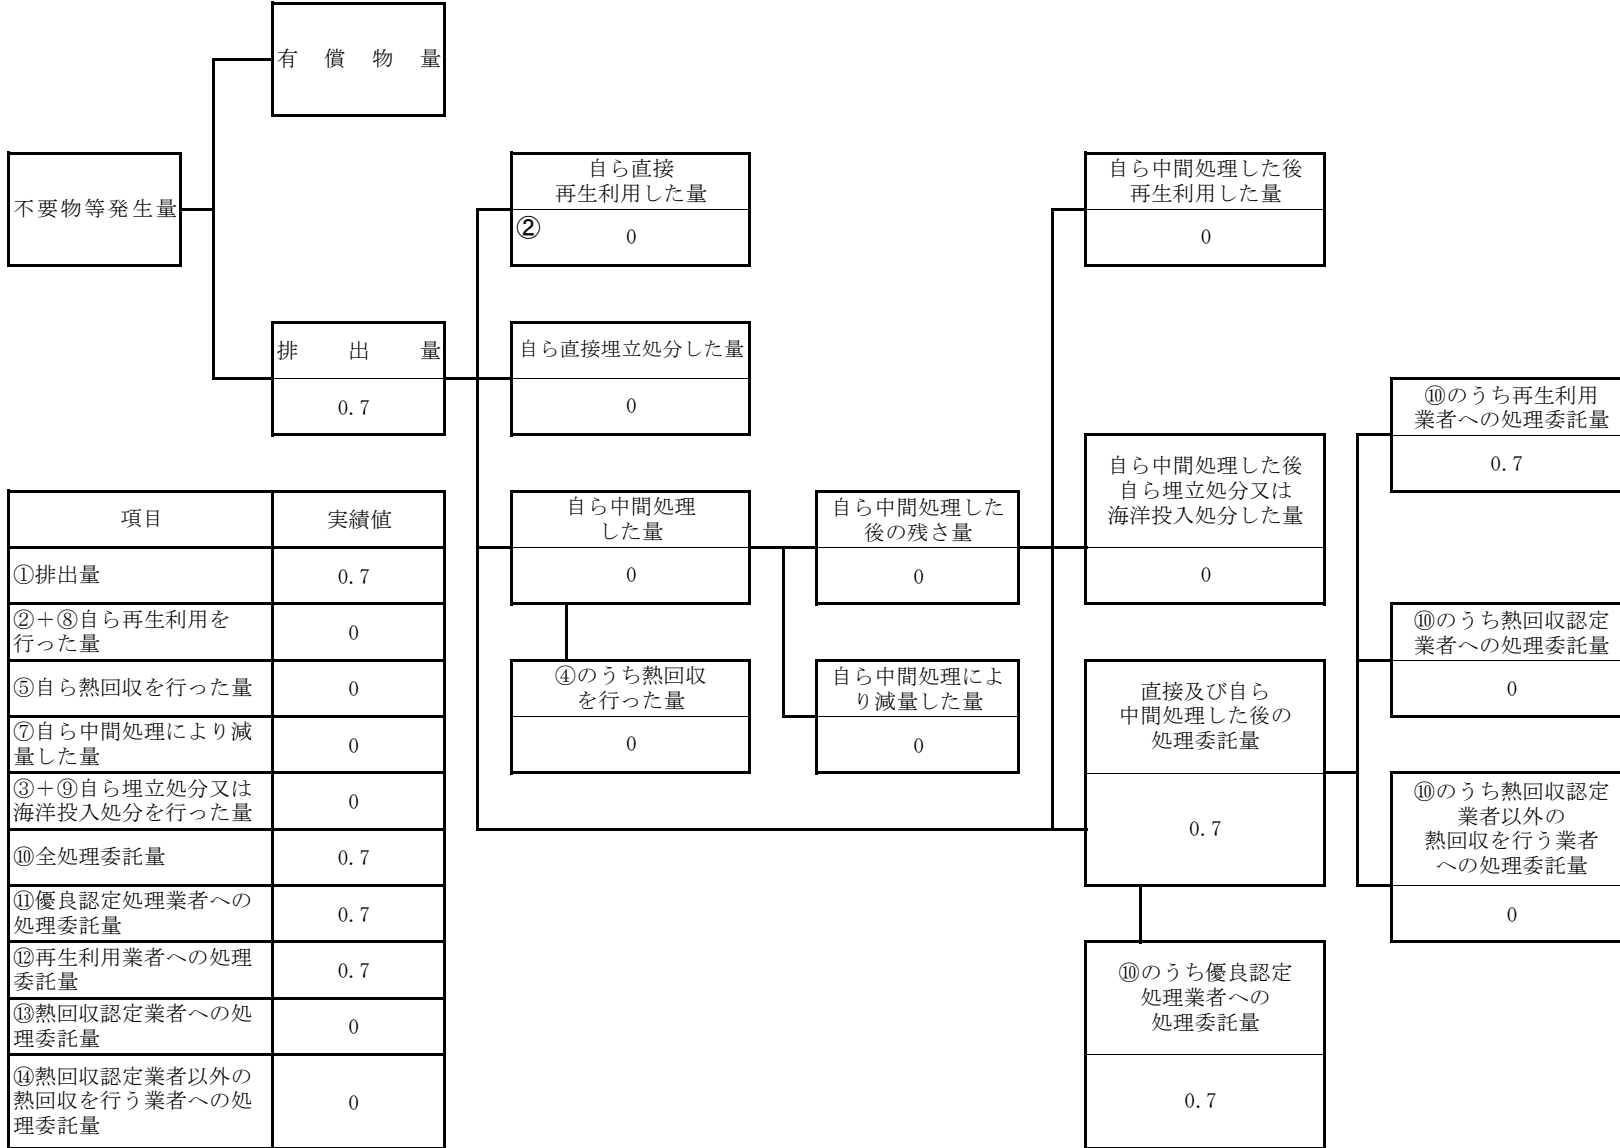 有償物量
不要物等発生量
自ら直接
再生利用した量
②
0
自ら中間処理した後
再生利用した量
0
排出量
0.7
自ら直接埋立処分した量
0
⑩のうち再生利用
業者への処理委託量
0.7
自ら中間処理
した量
0
自ら中間処理した
後の残さ量
0
自ら中間処理した後
自ら埋立処分又は
海洋投入処分した量
0
④のうち熱回収
を行った量
0
自ら中間処理によ
り減量した量
0
直接及び自ら
中間処理した後の
処理委託量
0.7
⑩のうち熱回収認定
業者への処理委託量
0
⑩のうち熱回収認定
業者以外の
熱回収を行う業者
への処理委託量
0
⑩のうち優良認定
処理業者への
処理委託量
0.7
項目 実績値
①排出量 0.7
②+⑧自ら再生利用を
行った量
0
⑤自ら熱回収を行った量 0
⑦自ら中間処理により減
量した量
0
③+⑨自ら埋立処分又は
海洋投入処分を行った量
0
⑩全処理委託量 0.7
⑪優良認定処理業者への
処理委託量
0.7
⑫再生利用業者への処理
委託量
0.7
⑬熱回収認定業者への処
理委託量
0
⑭熱回収認定業者以外の
熱回収を行う業者への処
理委託量
0